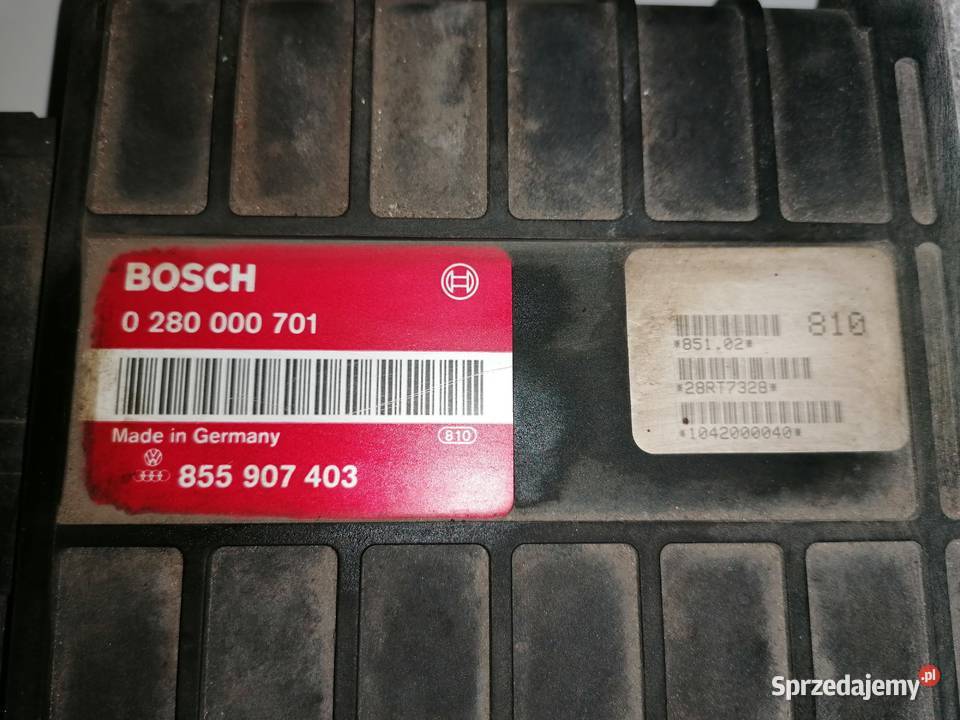 BOSCH
0 280 000 701
Made in Germany
810
855 907 403
810
*851.02*
*28RT7328*
*1042000040*
Sprzedajemy.pl